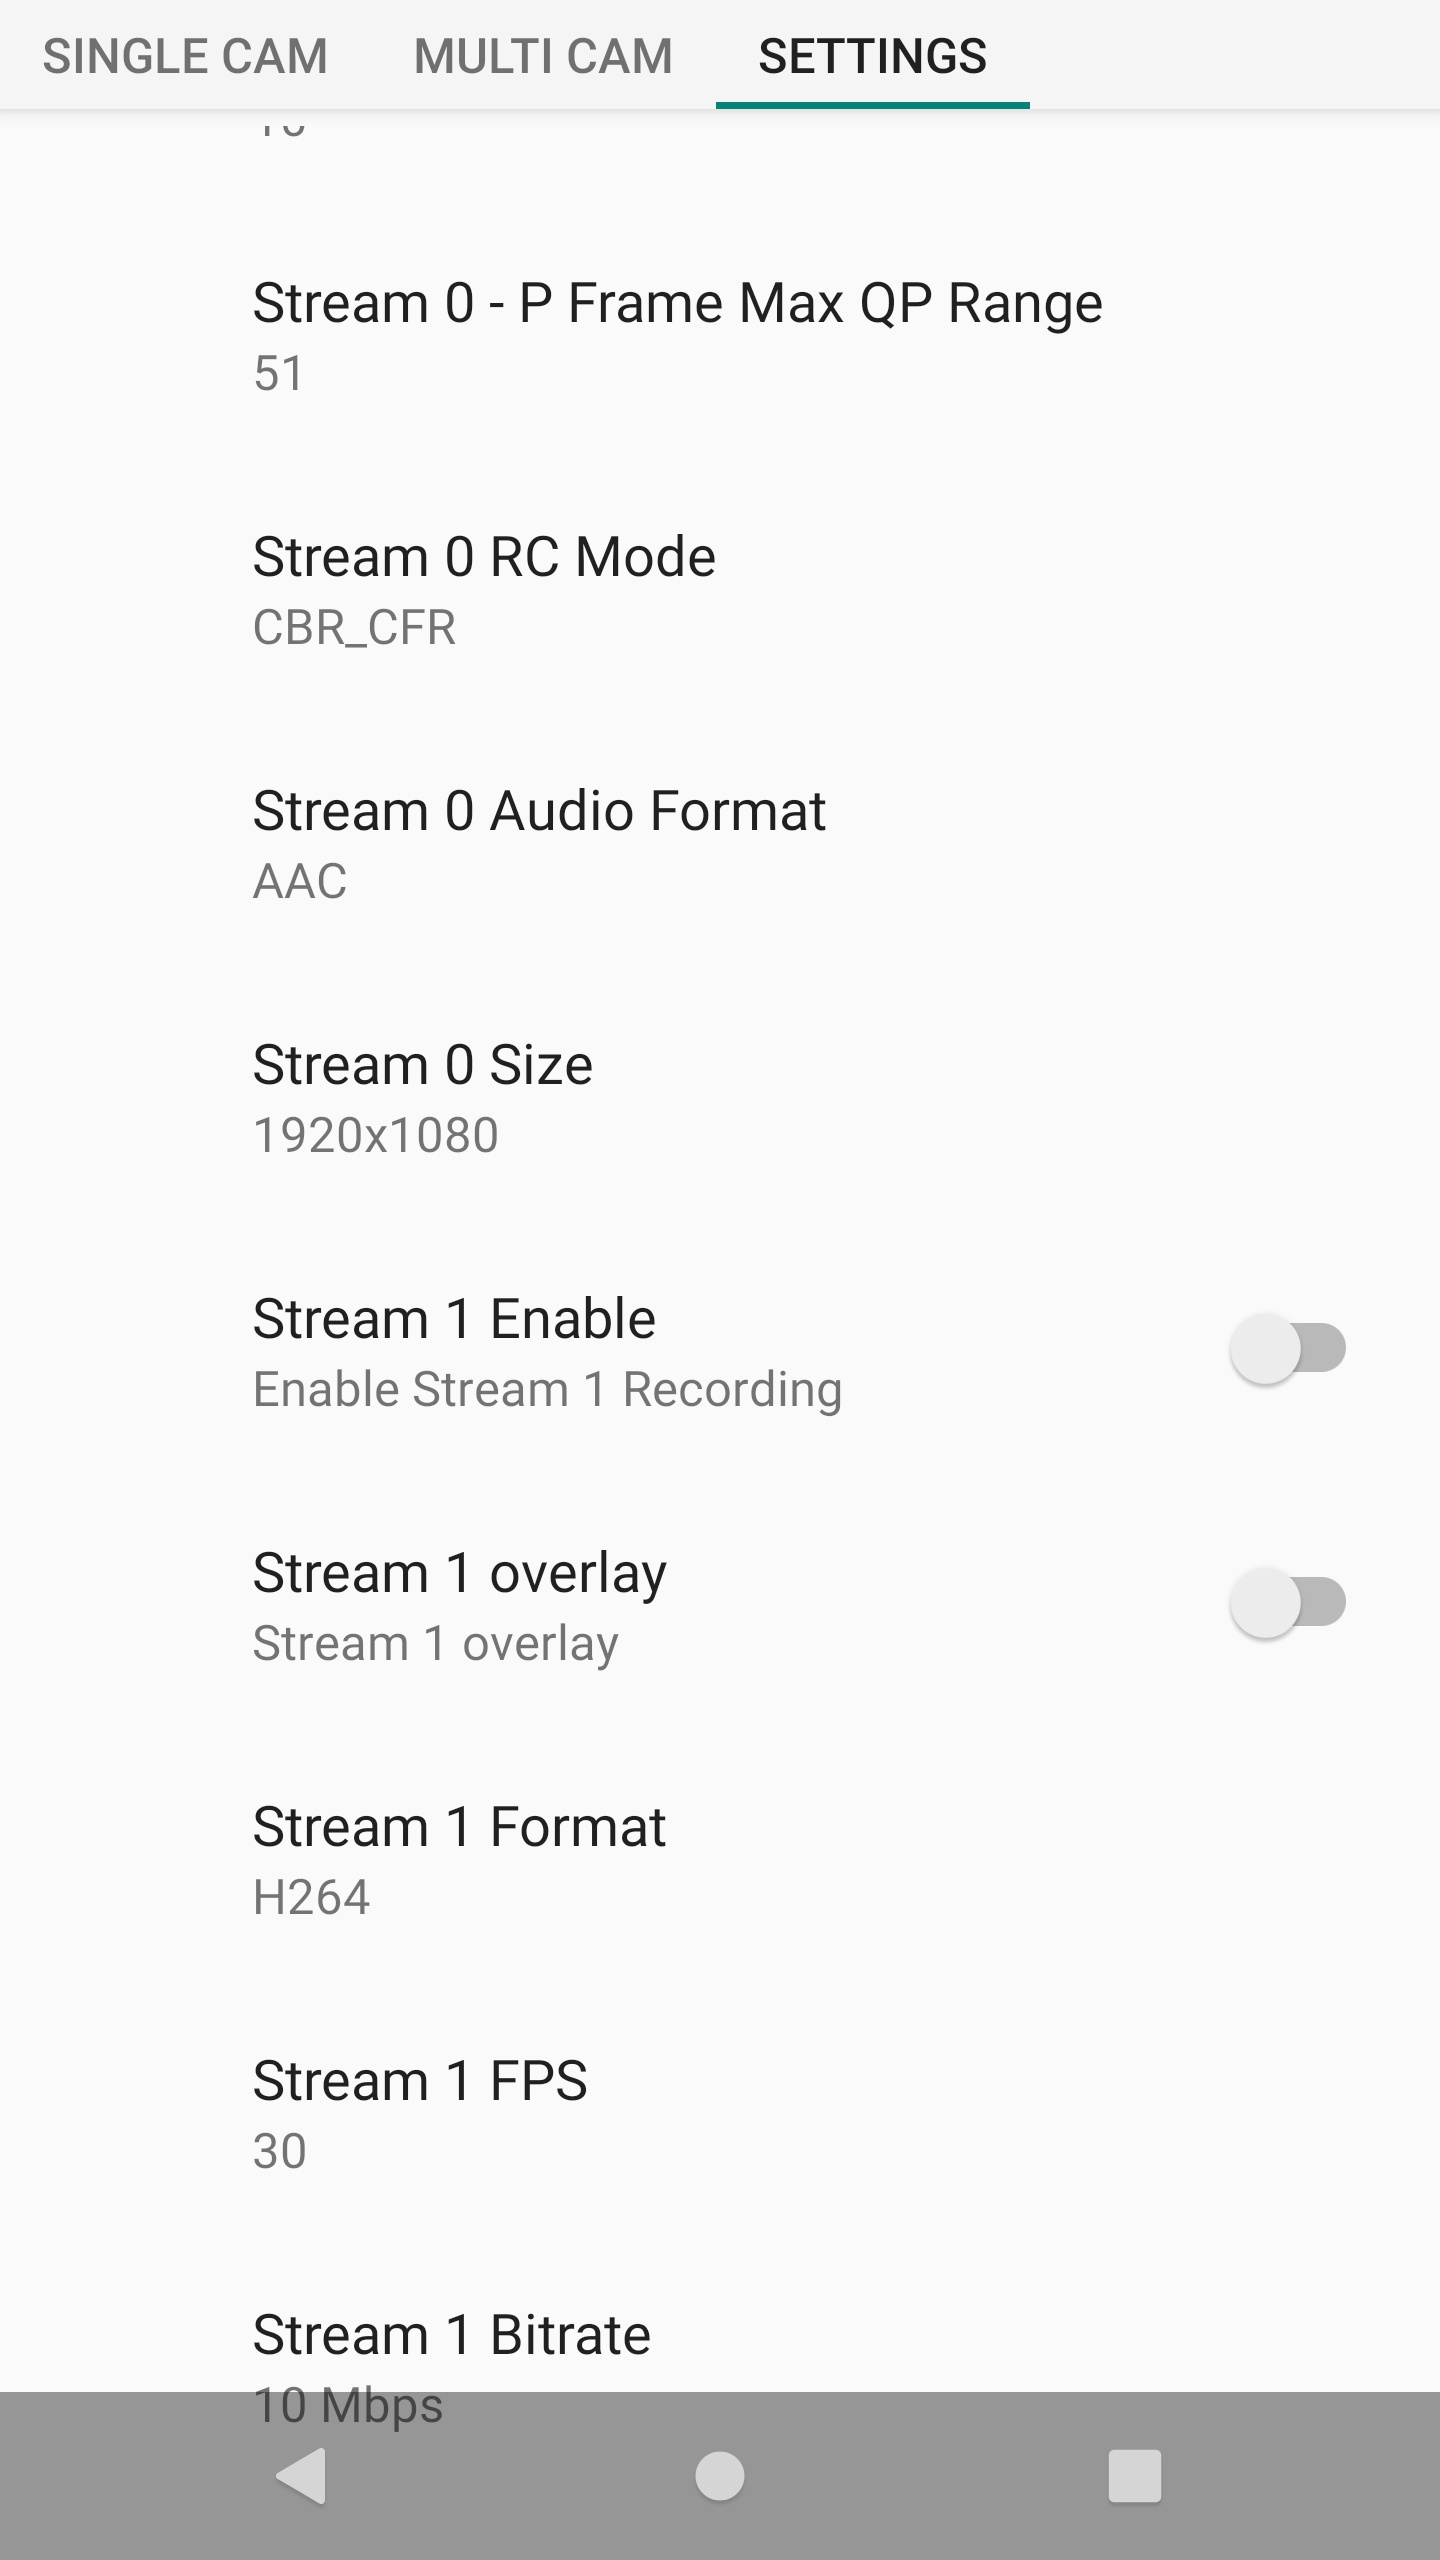 SINGLE CAM MULTI CAM SETTINGS
Stream 0 - P Frame Max QP Range
51
Stream 0 RC Mode
CBR_CFR
Stream 0 Audio Format
AAC
Stream 0 Size
1920x1080
Stream 1 Enable
Enable Stream 1 Recording
Stream 1 overlay
Stream 1 overlay
Stream 1 Format
H264
Stream 1 FPS
30
Stream 1 Bitrate
10 Mbps